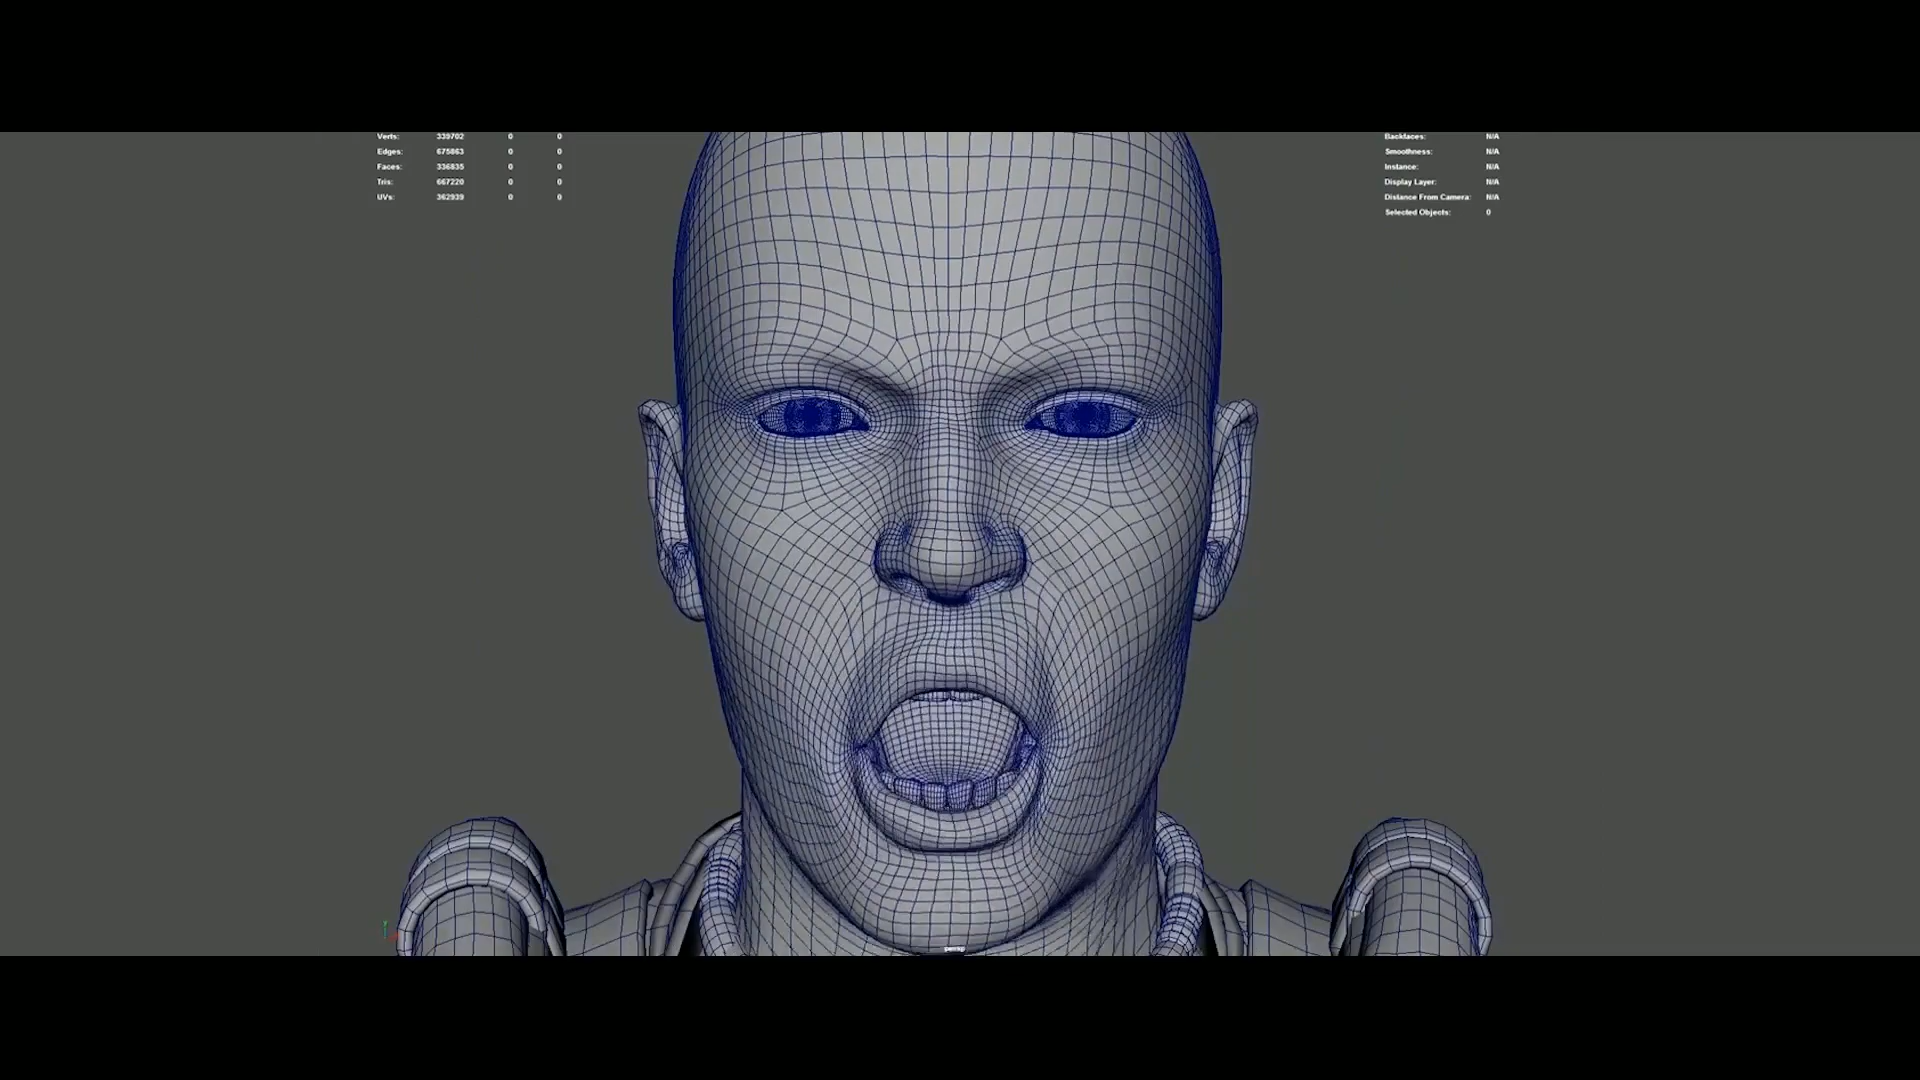 Verts: 339702 0 0
Edges: 675863 0 0
Faces: 336835 0 0
Tris: 667220 0 0
UVs: 362939 0 0
Backfaces: N/A
Smoothness: N/A
Instance: N/A
Display Layer: N/A
Distance From Camera: N/A
Selected Objects: 0
y
persp